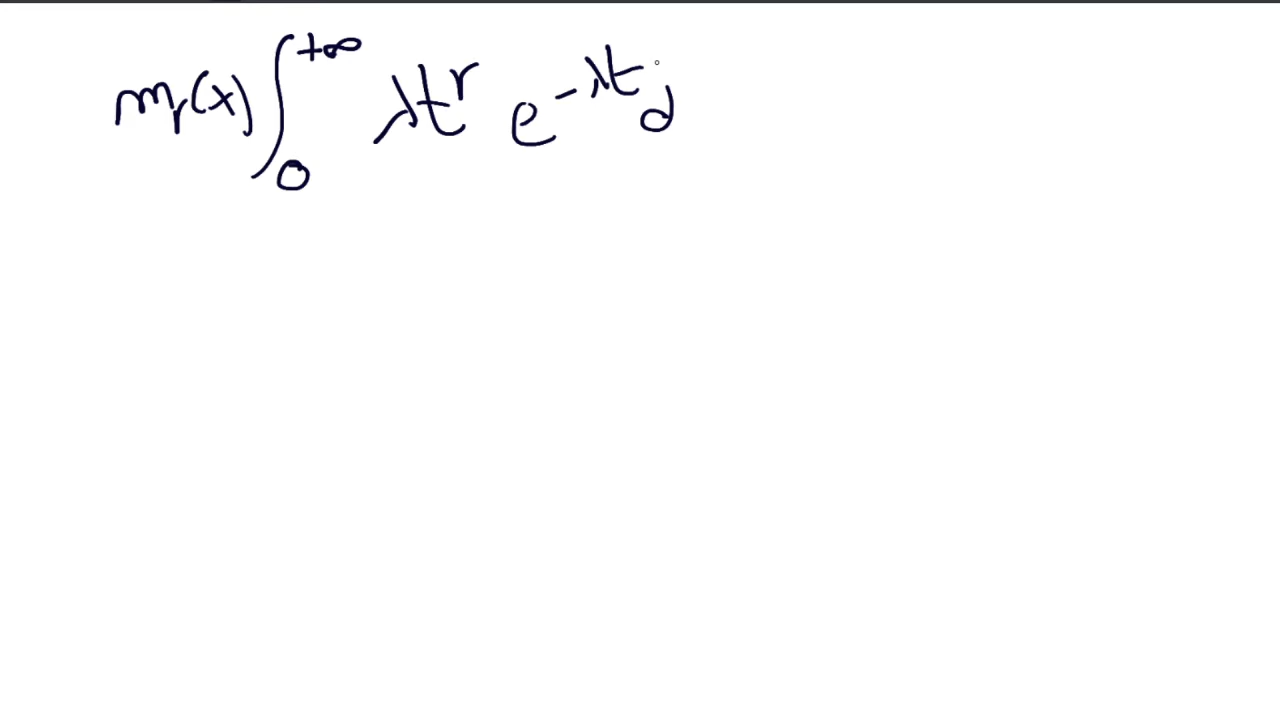 m_r(x) ∫_0^{+∞} λt^r e^{-λt} d